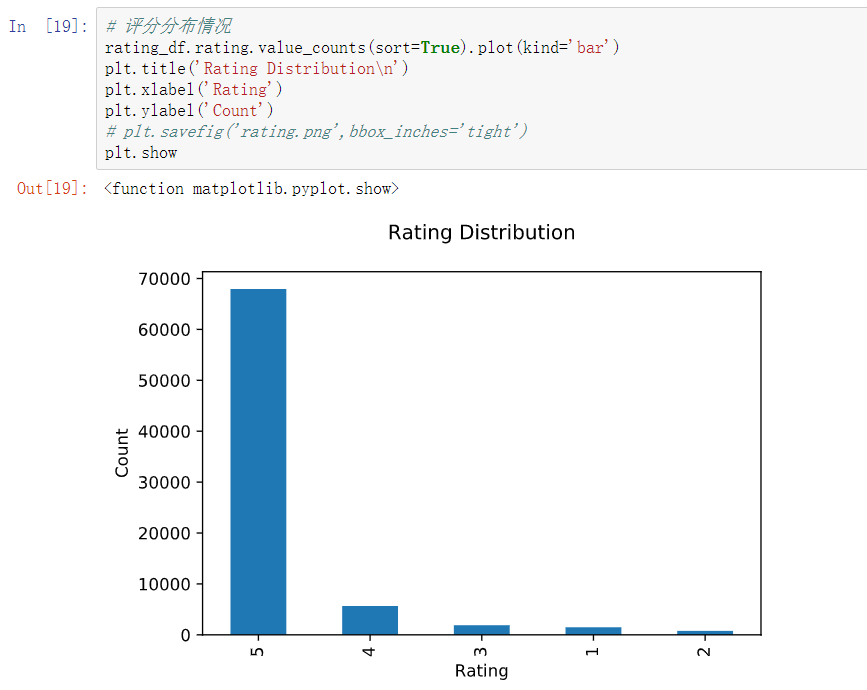 In [19]:
# 评分分布情况
rating_df.rating.value_counts(sort=True).plot(kind='bar')
plt.title('Rating Distribution\n')
plt.xlabel('Rating')
plt.ylabel('Count')
# plt.savefig('rating.png',bbox_inches='tight')
plt.show
Out[19]: <function matplotlib.pyplot.show>
Rating Distribution
70000
60000
50000
40000
30000
20000
10000
0
Count
5 4 3 1 2
Rating